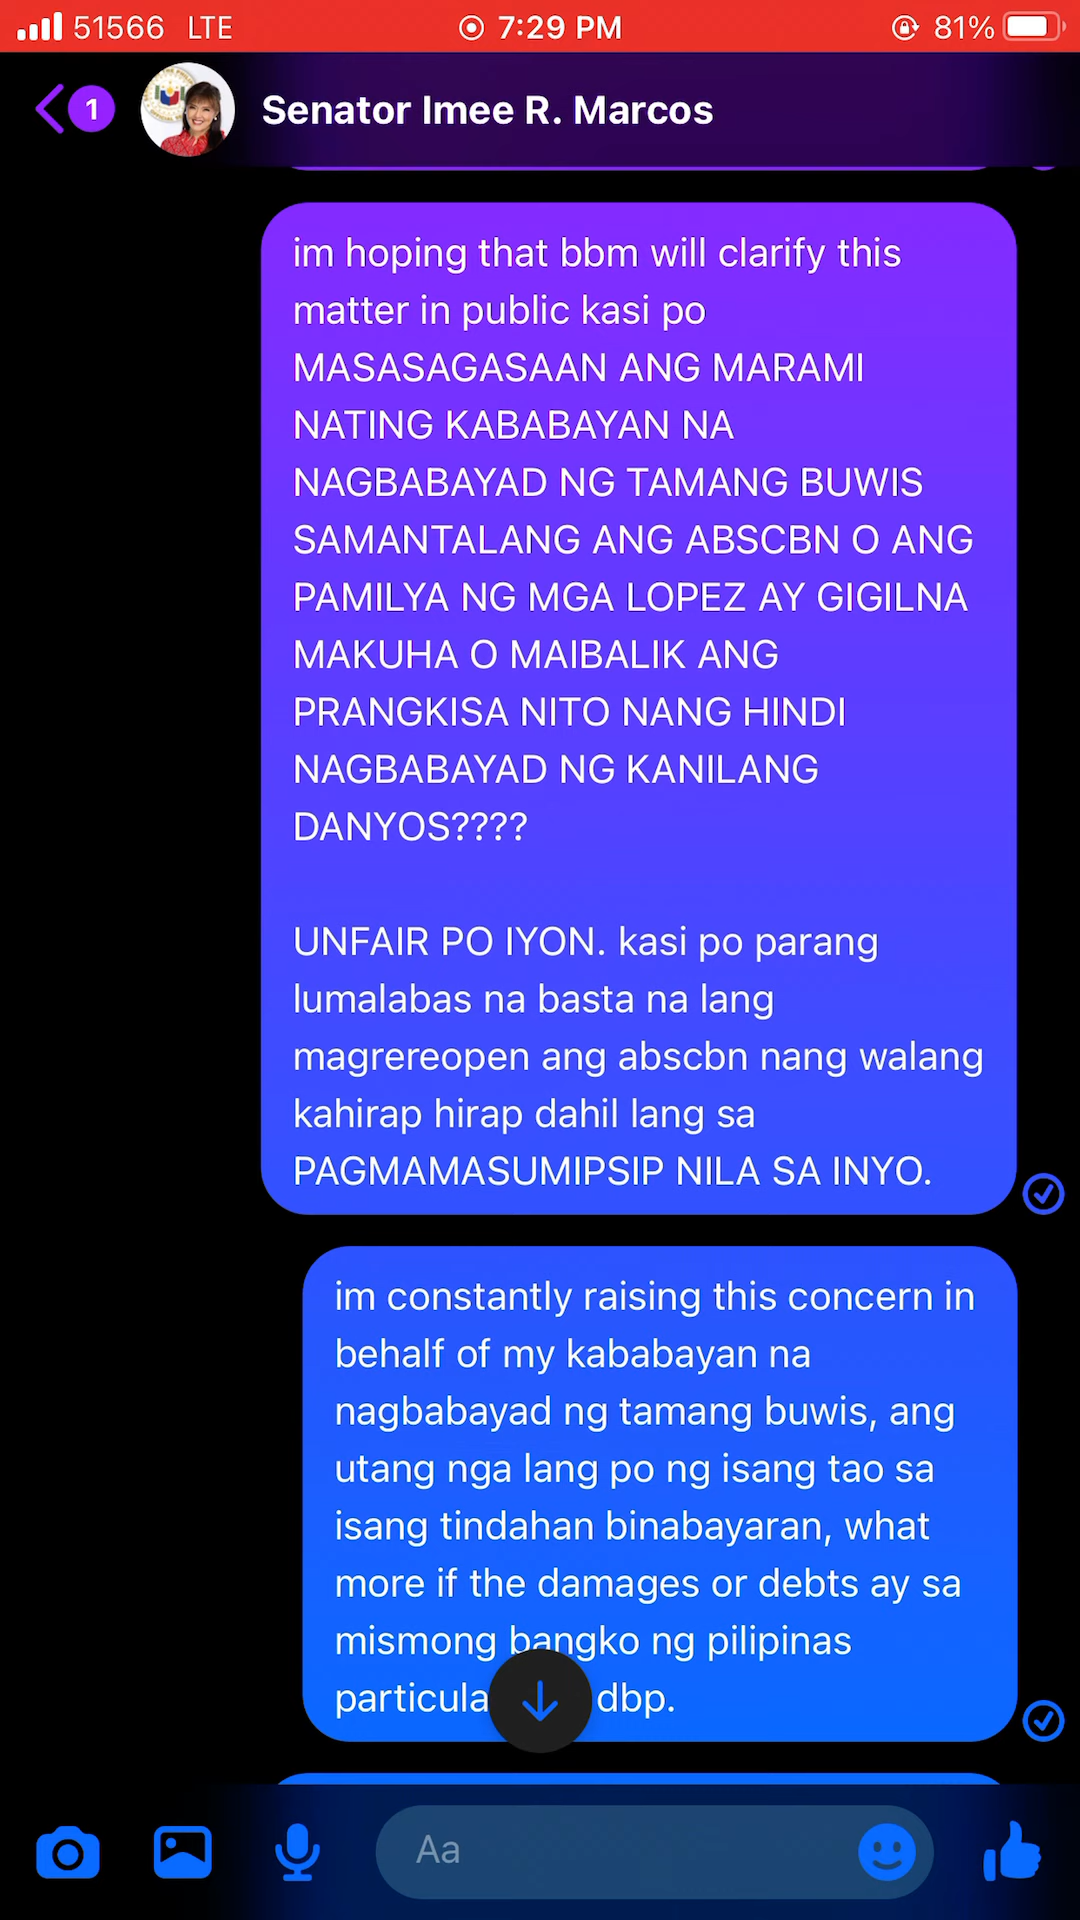 51566 LTE 7:29 PM 81%
1 Senator Imee R. Marcos
im hoping that bbm will clarify this
matter in public kasi po
MASASAGASAAN ANG MARAMI
NATING KABABAYAN NA
NAGBABAYAD NG TAMANG BUWIS
SAMANTALANG ANG ABSCBN O ANG
PAMILYA NG MGA LOPEZ AY GIGILNA
MAKUHA O MAIBALIK ANG
PRANGKISA NITO NANG HINDI
NAGBABAYAD NG KANILANG
DANYOS????
UNFAIR PO IYON. kasi po parang
lumalabas na basta na lang
magrereopen ang abscbn nang walang
kahirap hirap dahil lang sa
PAGMAMASUMIPSIP NILA SA INYO.
im constantly raising this concern in
behalf of my kababayan na
nagbabayad ng tamang buwis, ang
utang nga lang po ng isang tao sa
isang tindahan binabayaran, what
more if the damages or debts ay sa
mismong bangko ng pilipinas
dbp.
Aa